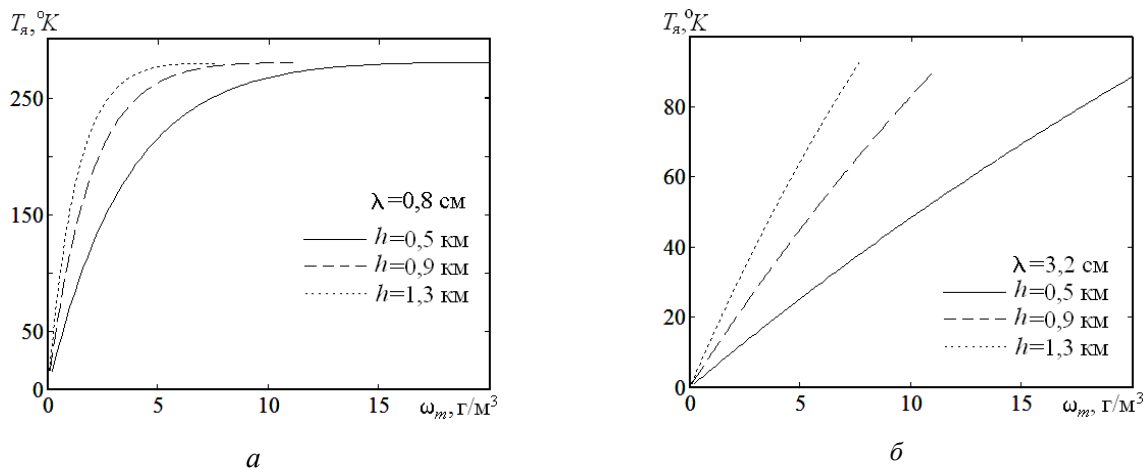 Tя, °K
250
150
50
0
λ=0,8 см
h=0,5 км
h=0,9 км
h=1,3 км
0 5 10 15 ωm, г/м³
а
Tя, °K
80
60
40
20
0
λ=3,2 см
h=0,5 км
h=0,9 км
h=1,3 км
0 5 10 15 ωm, г/м³
б